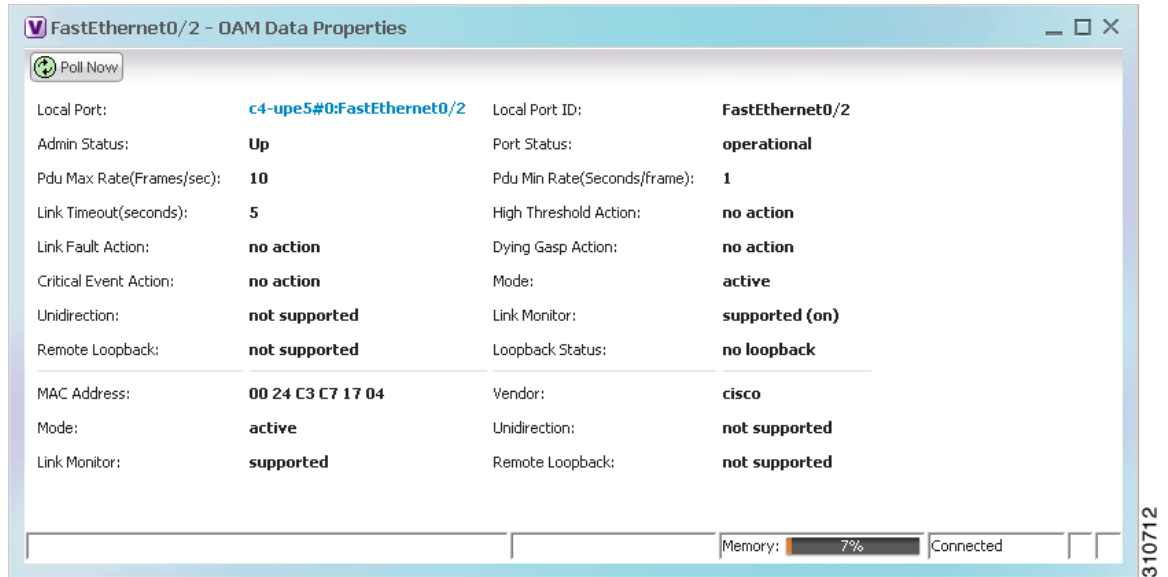 V FastEthernet0/2 - OAM Data Properties
Poll Now
Local Port: c4-upe5#0:FastEthernet0/2 Local Port ID: FastEthernet0/2
Admin Status: Up Port Status: operational
Pdu Max Rate(Frames/sec): 10 Pdu Min Rate(Seconds/frame): 1
Link Timeout(seconds): 5 High Threshold Action: no action
Link Fault Action: no action Dying Gasp Action: no action
Critical Event Action: no action Mode: active
Unidirection: not supported Link Monitor: supported (on)
Remote Loopback: not supported Loopback Status: no loopback
MAC Address: 00 24 C3 C7 17 04 Vendor: cisco
Mode: active Unidirection: not supported
Link Monitor: supported Remote Loopback: not supported
Memory: 7% Connected
310712